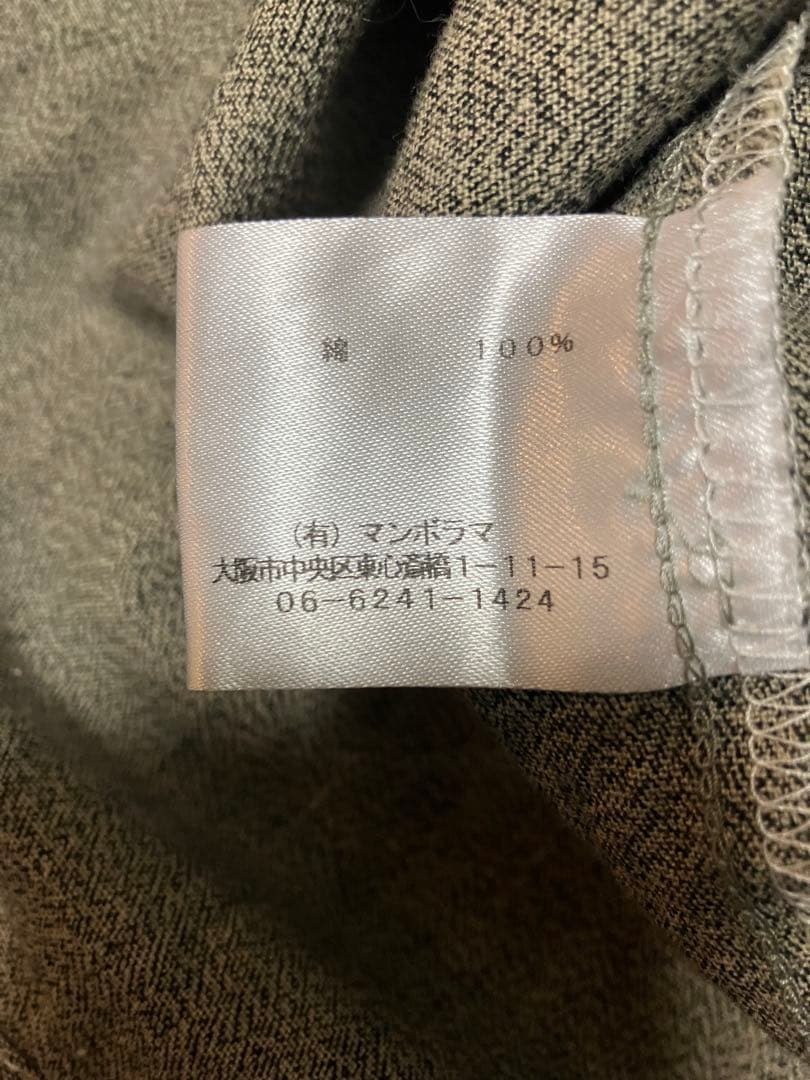 綿 100%
(有) マンボラマ
大阪市中央区東心斎橋1-11-15
06-6241-1424